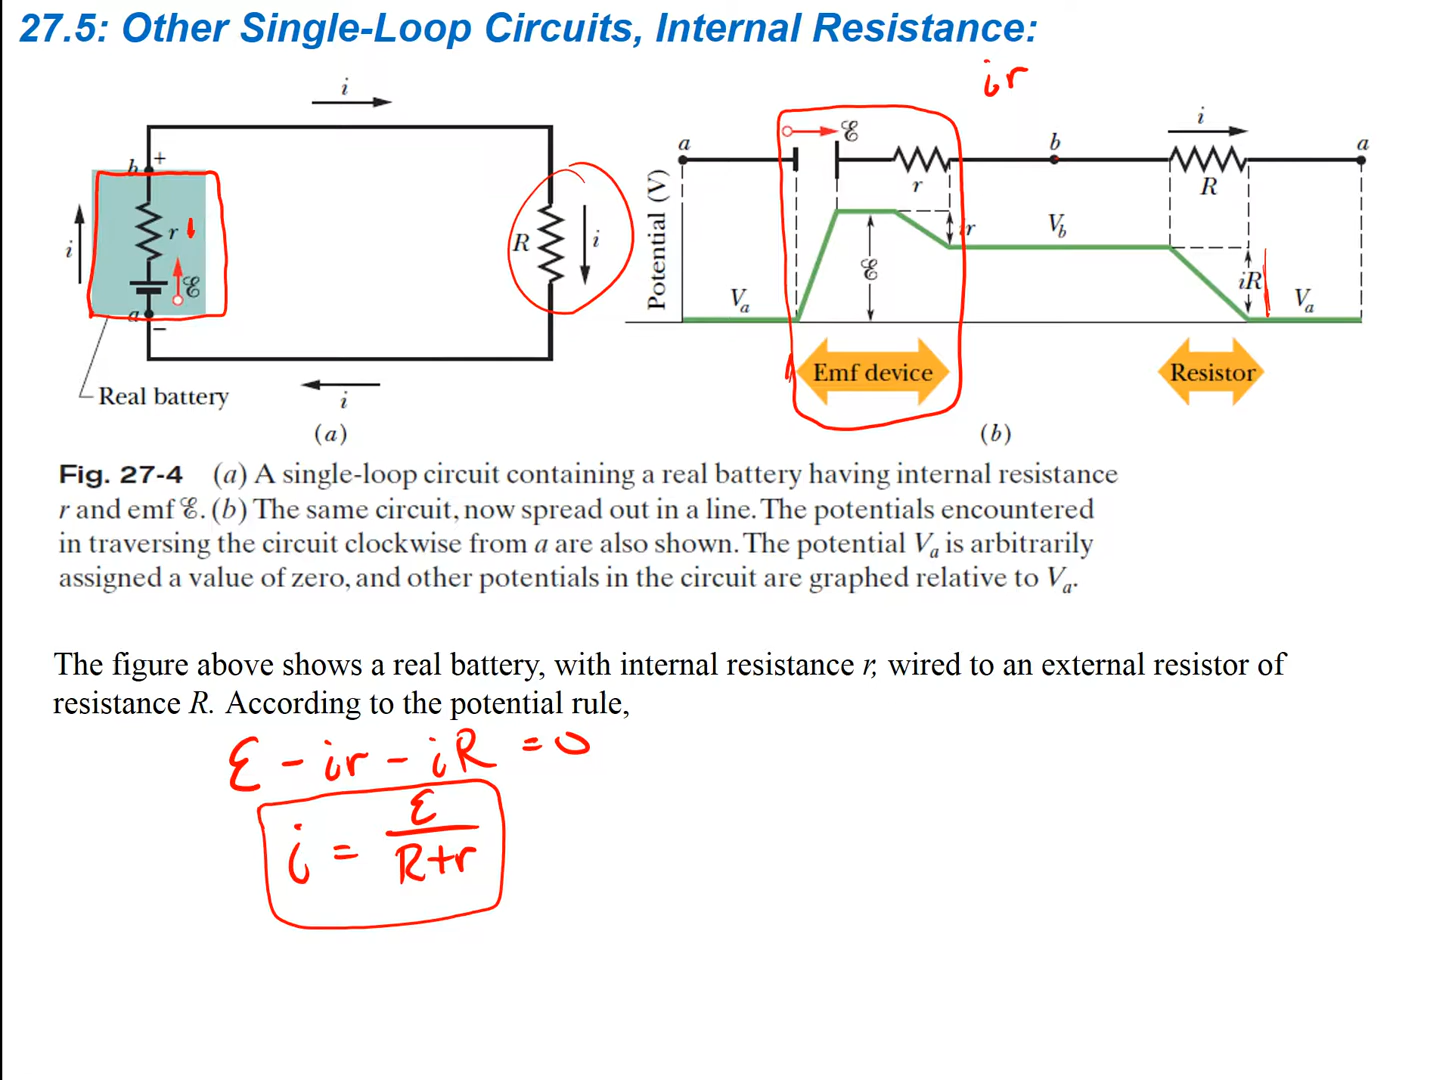 27.5: Other Single-Loop Circuits, Internal Resistance:
ir
i
b
+
i
r
ℰ
a
−
R
i
Real battery
i
(a)
Potential (V)
a
ℰ
r
b
i
R
a
V_a
ℰ
ir
V_b
iR
V_a
Emf device
Resistor
(b)
Fig. 27-4 (a) A single-loop circuit containing a real battery having internal resistance
r and emf ℰ. (b) The same circuit, now spread out in a line. The potentials encountered
in traversing the circuit clockwise from a are also shown. The potential V_a is arbitrarily
assigned a value of zero, and other potentials in the circuit are graphed relative to V_a.
The figure above shows a real battery, with internal resistance r, wired to an external resistor of
resistance R. According to the potential rule,
ℰ − ir − iR = 0
i = ℰ / R+r